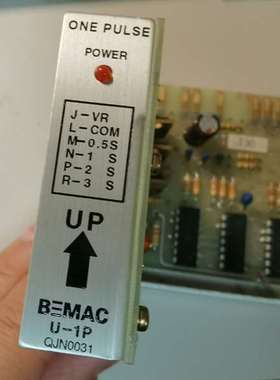 ONE PULSE
POWER
J-VR
L-COM
M-0.5S
N-1 S
P-2 S
R-3 S
UP
BEMAC
U-1P
QJN0031